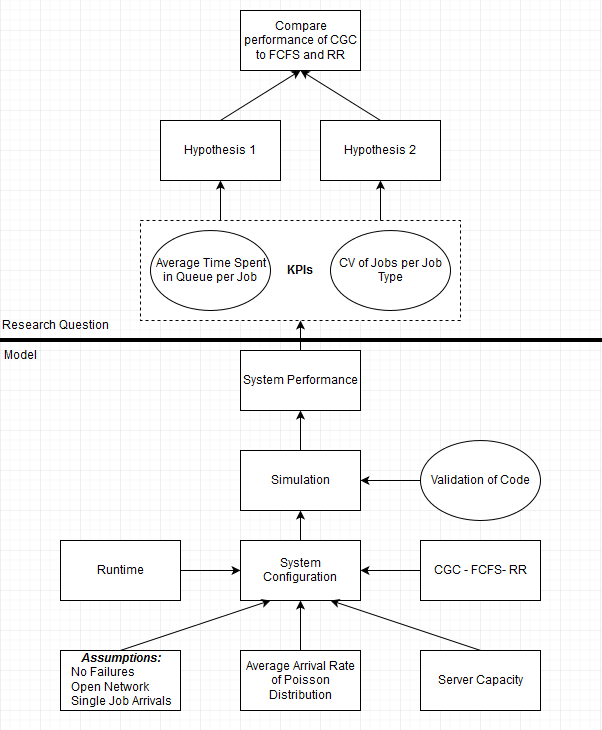 Compare
performance of CGC
to FCFS and RR
Hypothesis 1
Hypothesis 2
Average Time Spent
in Queue per Job
KPIs
CV of Jobs per Job
Type
Research Question
Model
System Performance
Simulation
Validation of Code
Runtime
System
Configuration
CGC - FCFS- RR
Assumptions:
No Failures
Open Network
Single Job Arrivals
Average Arrival Rate
of Poisson
Distribution
Server Capacity